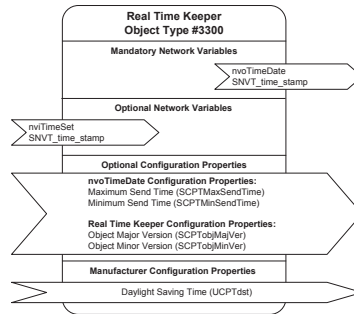 Real Time Keeper
Object Type #3300
Mandatory Network Variables
nvoTimeDate
SNVT_time_stamp
Optional Network Variables
nviTimeSet
SNVT_time_stamp
Optional Configuration Properties
nvoTimeDate Configuration Properties:
Maximum Send Time (SCPTMaxSendTime)
Minimum Send Time (SCPTMinSendTime)
Real Time Keeper Configuration Properties:
Object Major Version (SCPTobjMajVer)
Object Minor Version (SCPTobjMinVer)
Manufacturer Configuration Properties
Daylight Saving Time (UCPTdst)